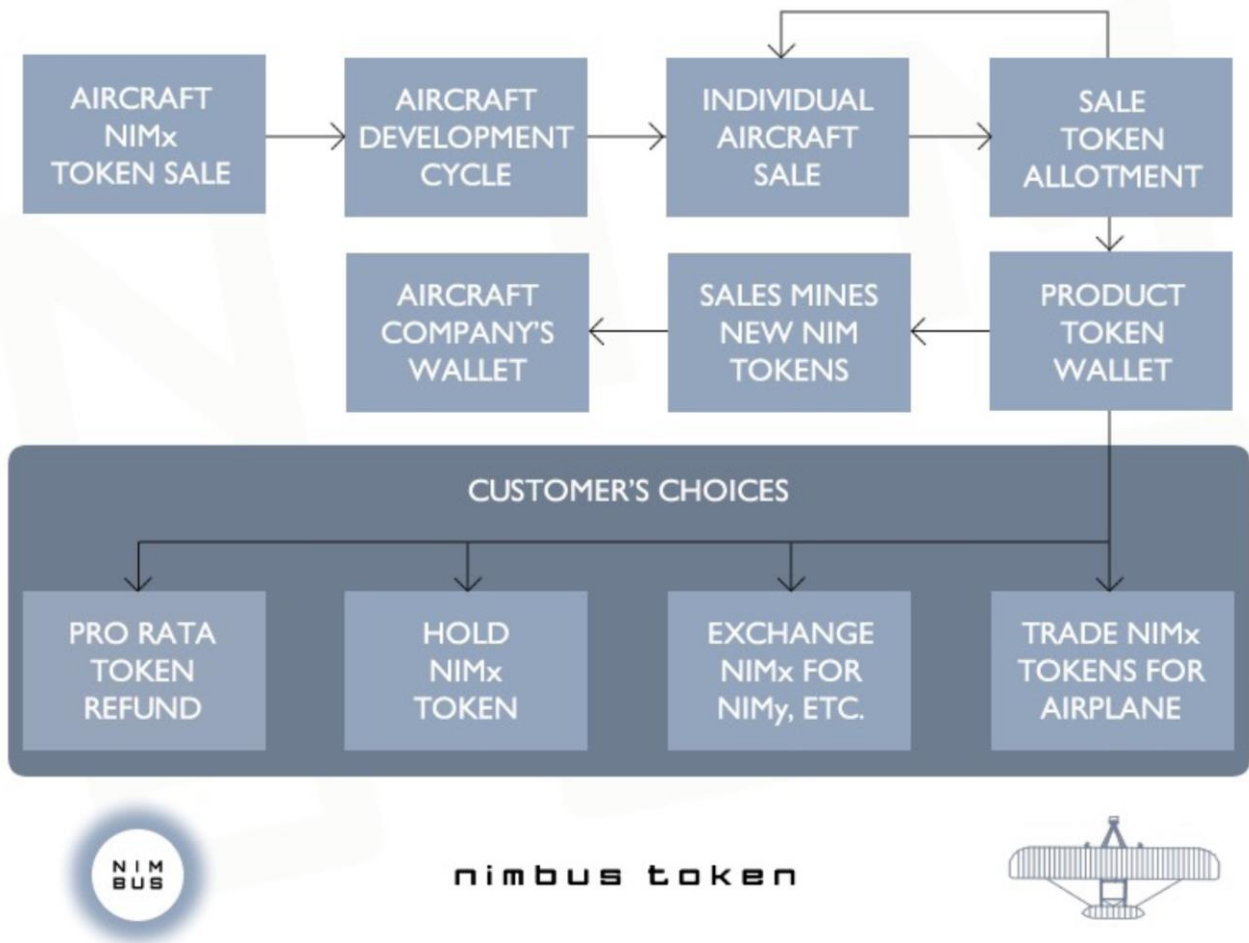 AIRCRAFT
NIMx
TOKEN SALE
AIRCRAFT
DEVELOPMENT
CYCLE
INDIVIDUAL
AIRCRAFT
SALE
SALE
TOKEN
ALLOTMENT
AIRCRAFT
COMPANY'S
WALLET
SALES MINES
NEW NIM
TOKENS
PRODUCT
TOKEN
WALLET
CUSTOMER'S CHOICES
PRO RATA
TOKEN
REFUND
HOLD
NIMx
TOKEN
EXCHANGE
NIMx FOR
NIMy, ETC.
TRADE NIMx
TOKENS FOR
AIRPLANE
NIM
BUS
nimbus token